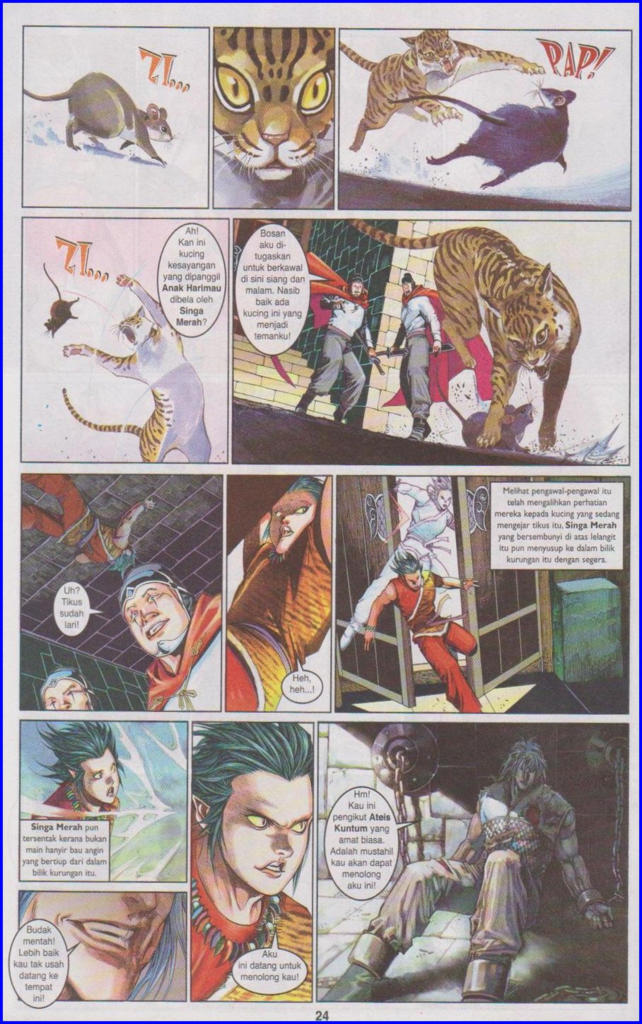 ZI...
PAP!
ZI...
Ah!
Kan ini
kucing
kesayangan
yang dipanggil
Anak Harimau
dibela oleh
Singa
Merah?
Bosan
aku di-
tugaskan
untuk berkawal
di sini siang dan
malam. Nasib
baik ada
kucing ini yang
menjadi
temanku!
Uh?
Tikus
sudah
lari!
Heh,
heh...!
Melihat pengawal-pengawal itu
telah mengalihkan perhatian
mereka kepada kucing yang sedang
mengejar tikus itu, Singa Merah
yang bersembunyi di atas lelangit
itu pun menyusup ke dalam bilik
kurungan itu dengan segera.
Singa Merah pun
tersentak kerana bukan
main hanyir bau angin
yang bertiup dari dalam
bilik kurungan itu.
Budak
mentah!
Lebih baik
kau tak usah
datang ke
tempat
ini!
Aku
ini datang untuk
menolong kau!
Hm!
Kau ini
pengikut Ateis
Kuntum yang
amat biasa.
Adalah mustahil
kau akan dapat
menolong
aku ini!
24